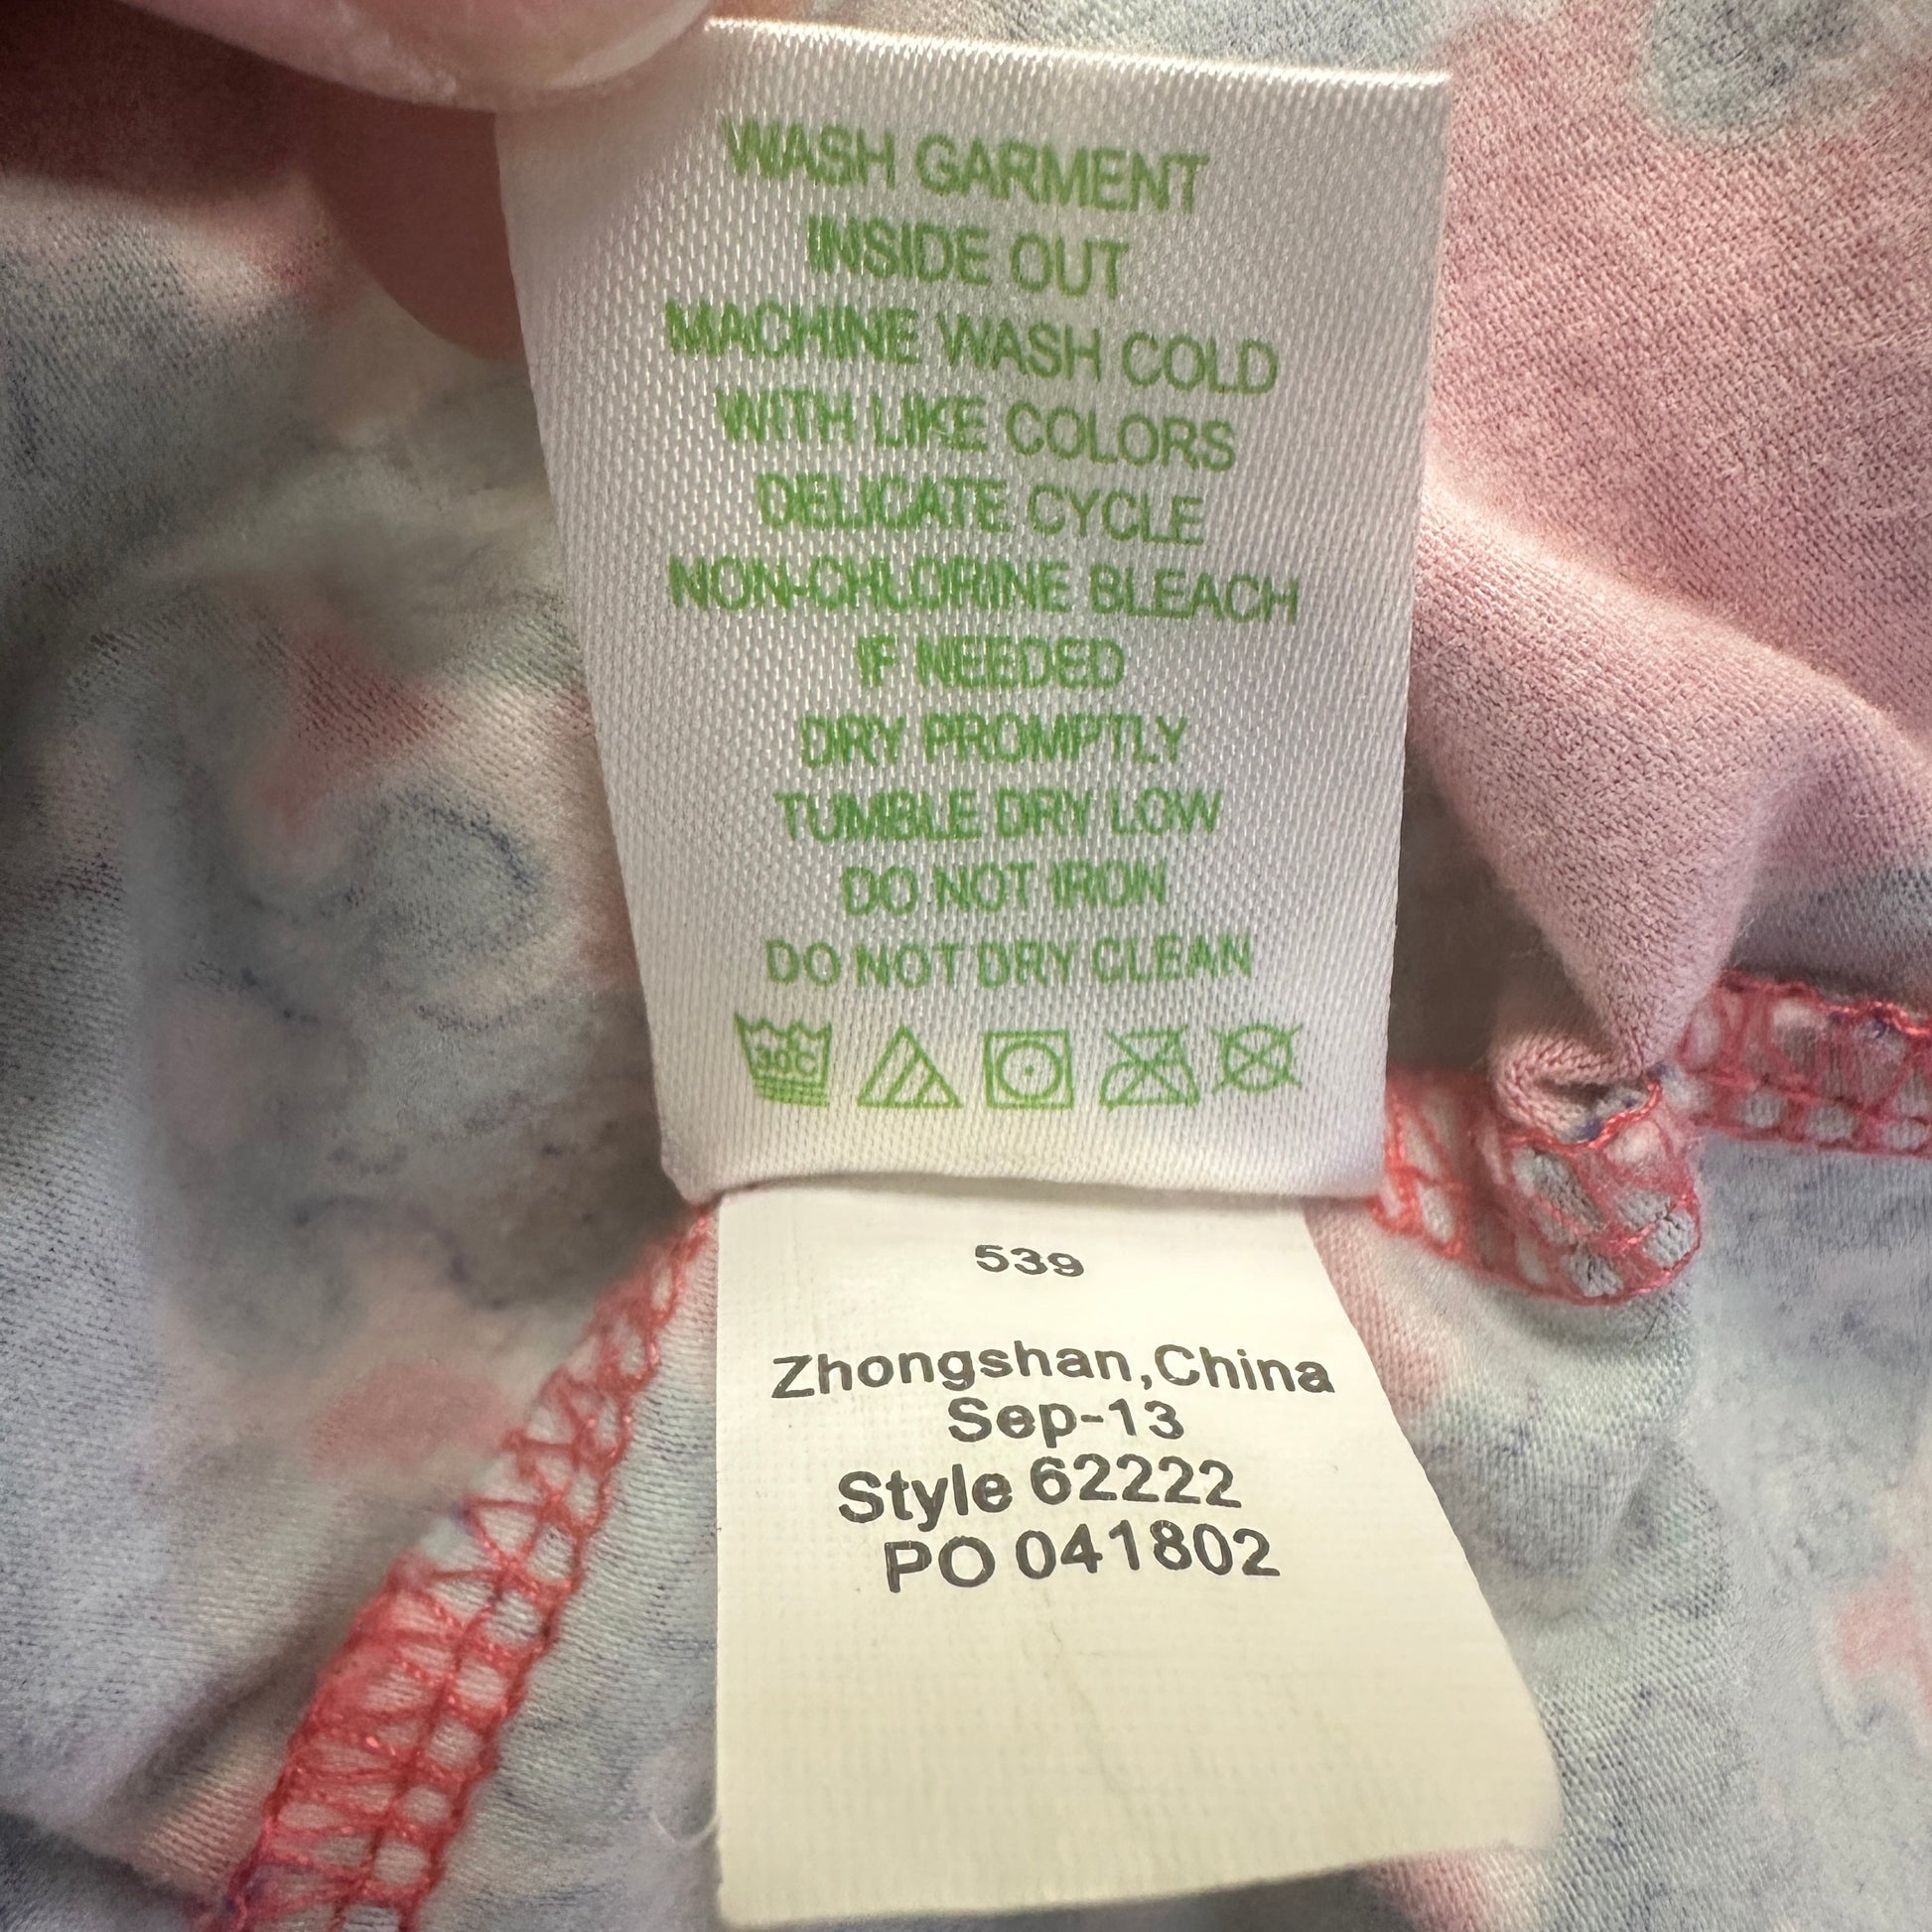 WASH GARMENT
INSIDE OUT
MACHINE WASH COLD
WITH LIKE COLORS
DELICATE CYCLE
NON-CHLORINE BLEACH
IF NEEDED
DRY PROMPTLY
TUMBLE DRY LOW
DO NOT IRON
DO NOT DRY CLEAN
30°C
539
Zhongshan,China
Sep-13
Style 62222
PO 041802